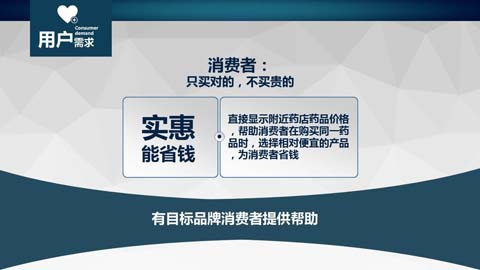 用户
Consumer
demand
需求
消费者：
只买对的，不买贵的
实惠
能省钱
直接显示附近药店药品价格
，帮助消费者在购买同一药
品时，选择相对便宜的产品
，为消费者省钱
有目标品牌消费者提供帮助